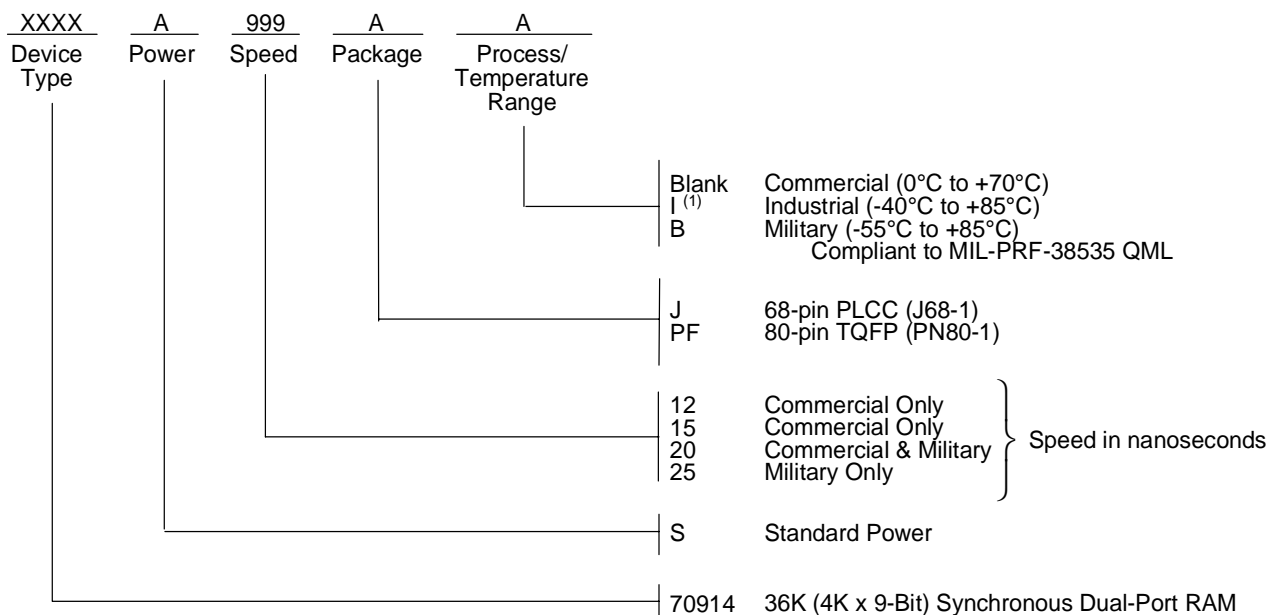 XXXX A 999 A A
Device Type Power Speed Package Process/ Temperature Range
Blank Commercial (0°C to +70°C)
I (1) Industrial (-40°C to +85°C)
B Military (-55°C to +85°C)
Compliant to MIL-PRF-38535 QML
J 68-pin PLCC (J68-1)
PF 80-pin TQFP (PN80-1)
12 Commercial Only
15 Commercial Only
20 Commercial & Military
25 Military Only
Speed in nanoseconds
S Standard Power
70914 36K (4K x 9-Bit) Synchronous Dual-Port RAM